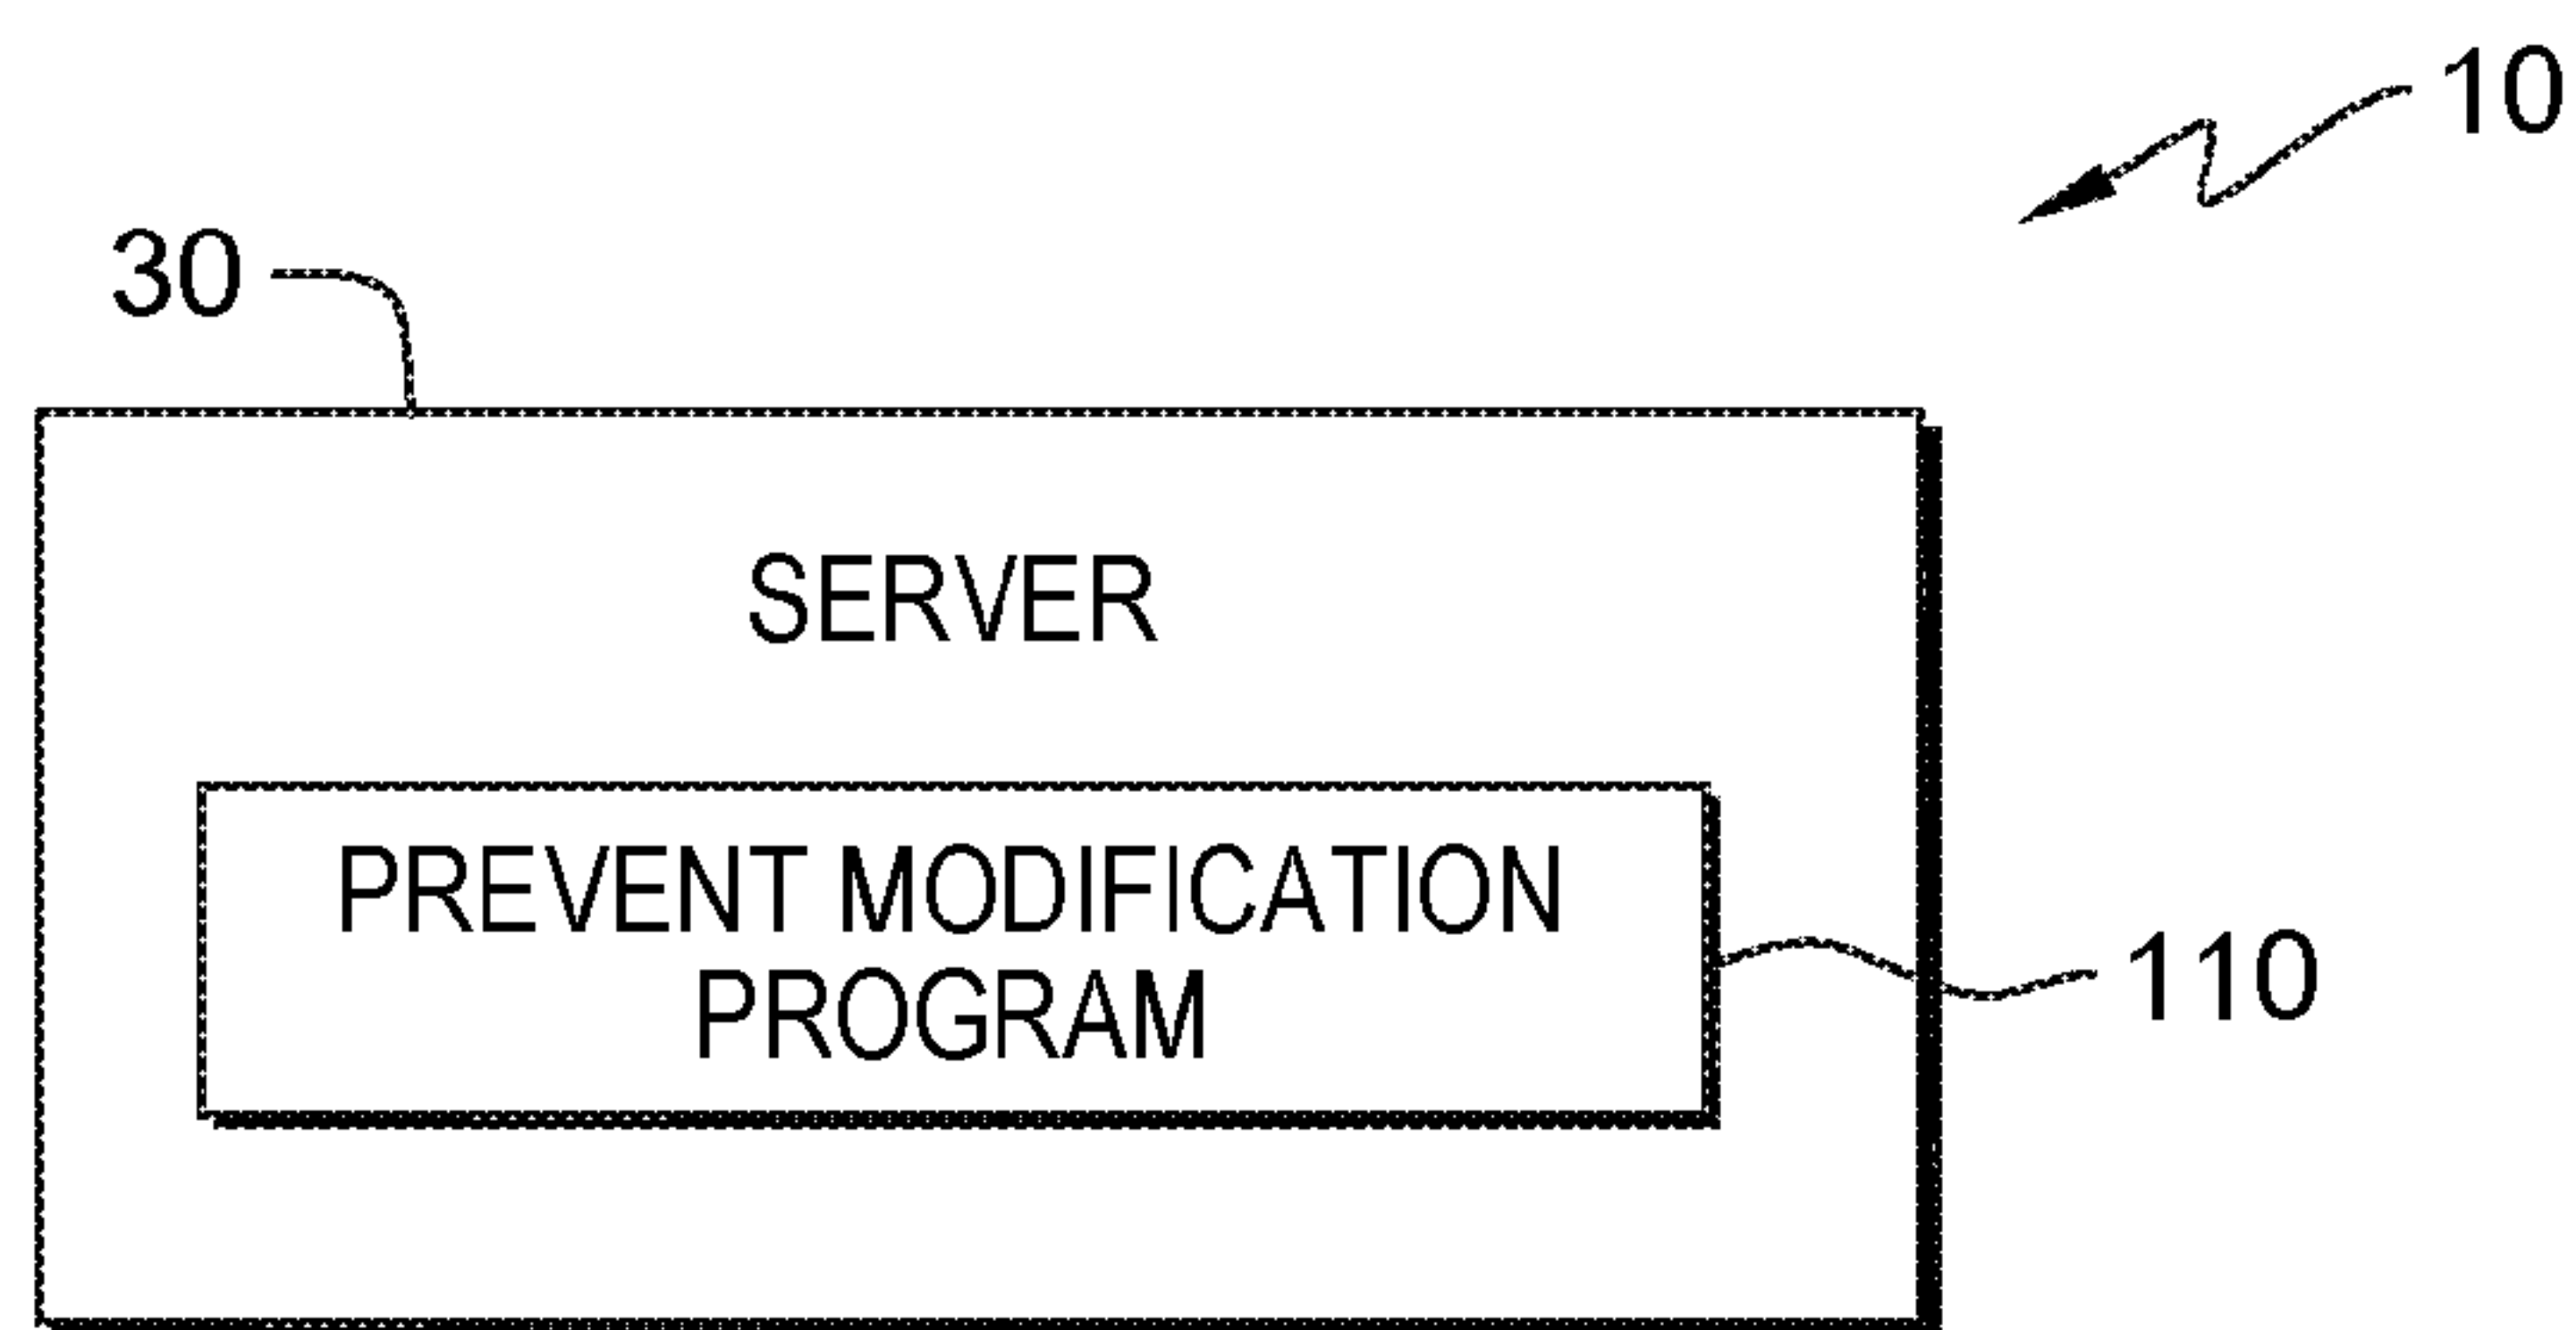 10
30
SERVER
PREVENT MODIFICATION
PROGRAM
110